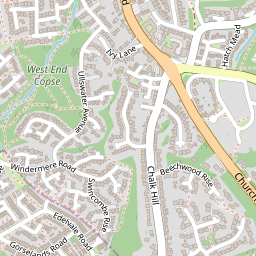 d
Ivy Lane
Hatch Mead
West End
Copse
Ullswater Avenue
Windermere Road
Chalk Hill
Beechwood Rise
Swincombe Rise
Church
Edelvale Road
Gorselands Road